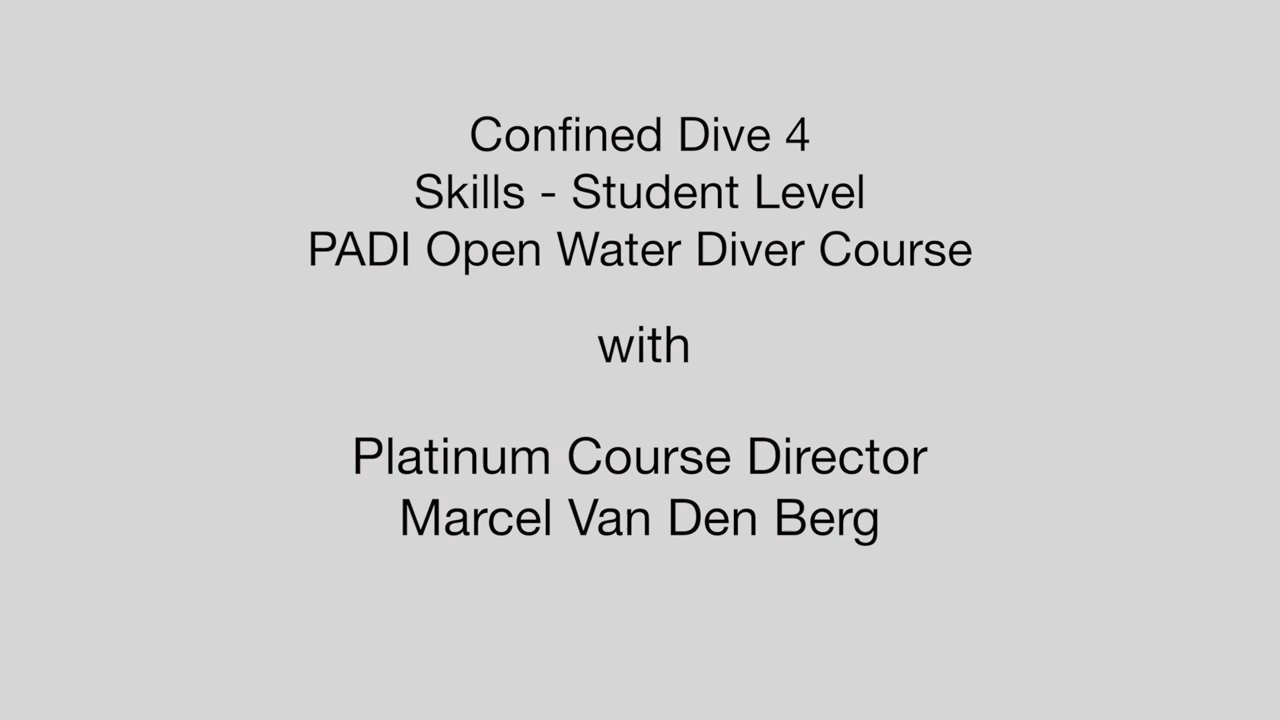 Confined Dive 4
Skills - Student Level
PADI Open Water Diver Course
with
Platinum Course Director
Marcel Van Den Berg